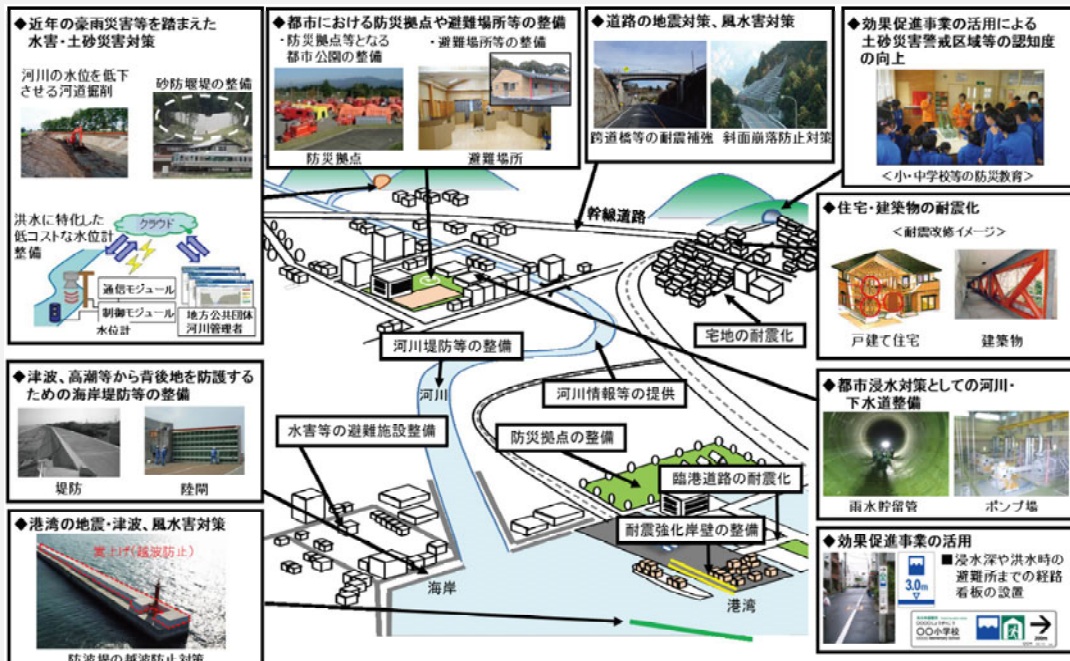 ◆近年の豪雨災害等を踏まえた
水害・土砂災害対策
河川の水位を低下
させる河道掘削
砂防堰堤の整備
洪水に特化した
低コストな水位計
整備
クラウド
通信モジュール
制御モジュール
水位計
地方公共団体
河川管理者
◆都市における防災拠点や避難場所等の整備
・防災拠点等となる
都市公園の整備
・避難場所等の整備
防災拠点
避難場所
◆道路の地震対策、風水害対策
跨道橋等の耐震補強
斜面崩落防止対策
◆効果促進事業の活用による
土砂災害警戒区域等の認知度
の向上
＜小・中学校等の防災教育＞
幹線道路
◆住宅・建築物の耐震化
＜耐震改修イメージ＞
戸建て住宅
建築物
宅地の耐震化
河川堤防等の整備
河川
河川情報等の提供
◆津波、高潮等から背後地を防護する
ための海岸堤防等の整備
堤防
陸閘
水害等の避難施設整備
防災拠点の整備
臨港道路の耐震化
耐震強化岸壁の整備
海岸
港湾
◆都市浸水対策としての河川・
下水道整備
雨水貯留管
ポンプ場
◆港湾の地震・津波、風水害対策
嵩上げ(越波防止)
防波堤の越波防止対策
◆効果促進事業の活用
■浸水深や洪水時の
避難所までの経路
看板の設置
3.0m
〇〇小学校